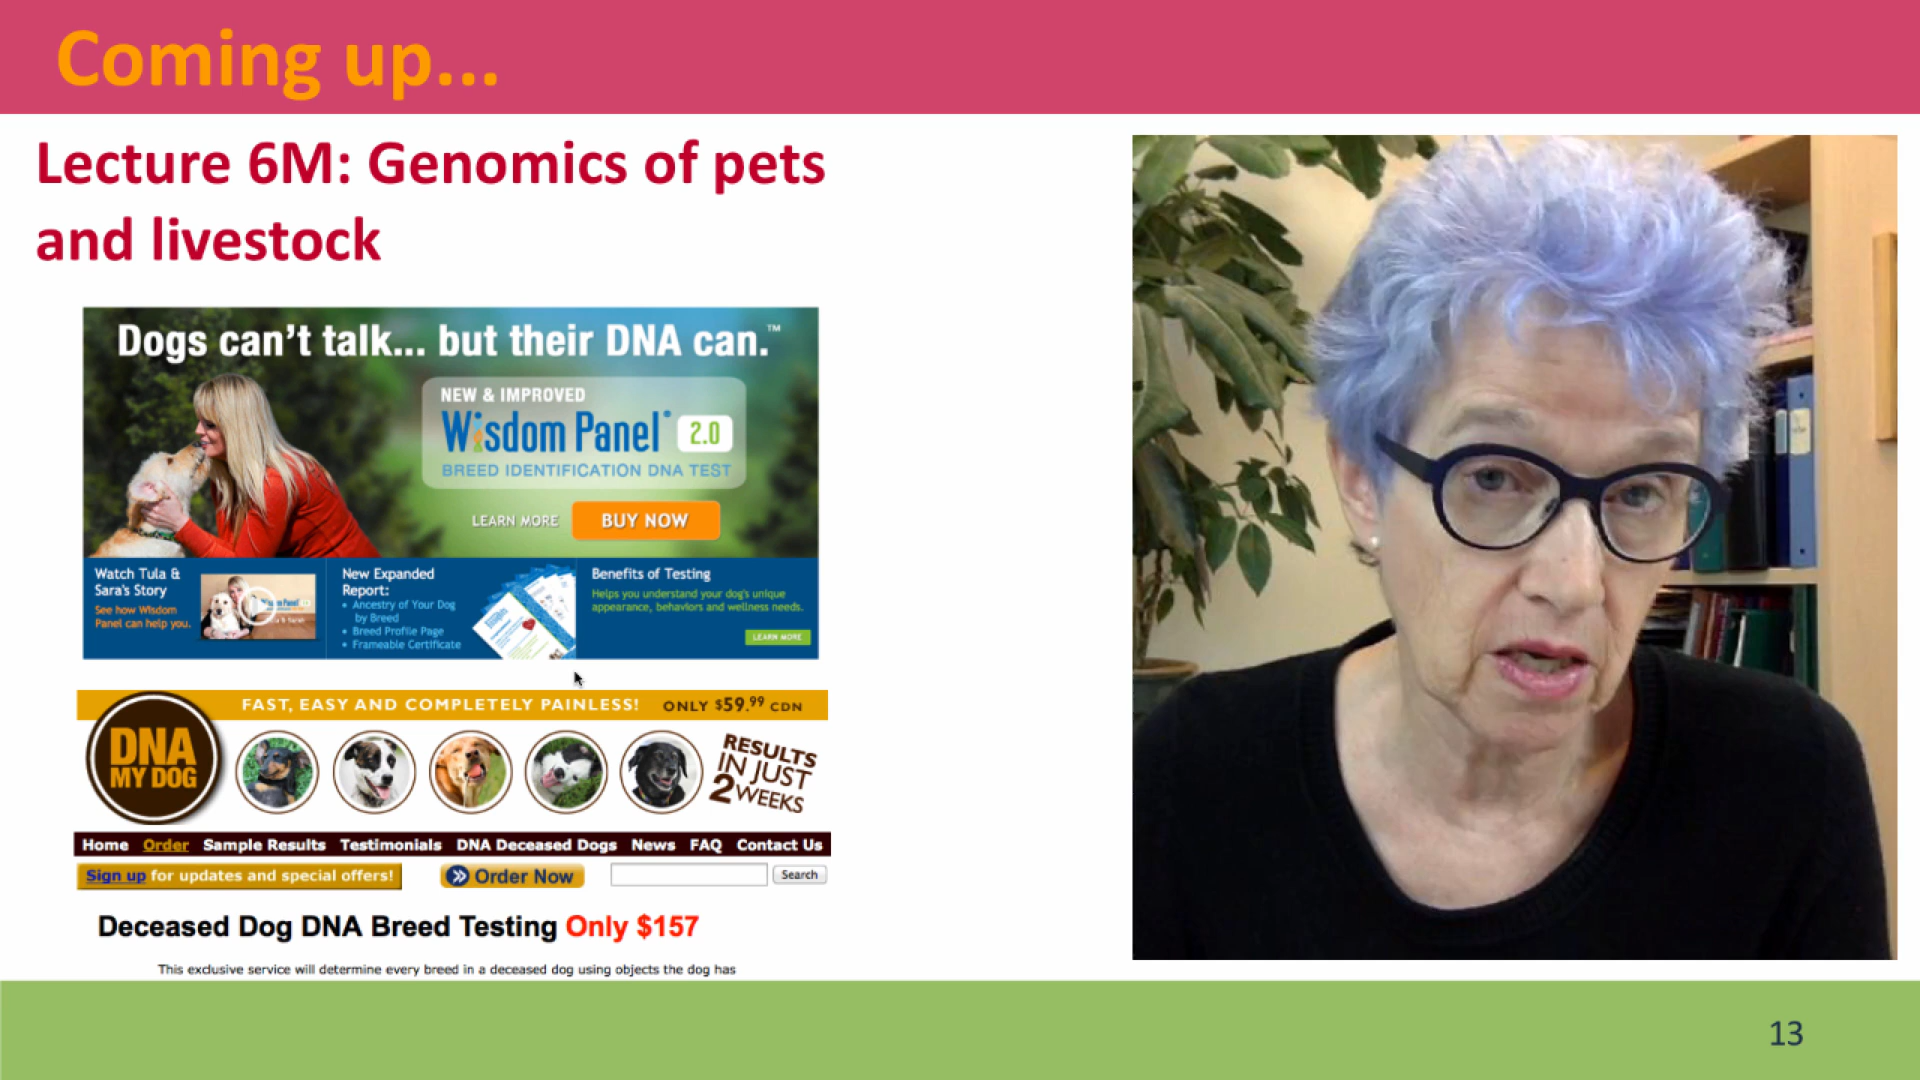 Coming up...
Lecture 6M: Genomics of pets
and livestock
Dogs can't talk... but their DNA can.™
NEW & IMPROVED
Wisdom Panel® 2.0
BREED IDENTIFICATION DNA TEST
LEARN MORE
BUY NOW
Watch Tula &
Sara's Story
See how Wisdom
Panel can help you.
New Expanded
Report:
• Ancestry of Your Dog
by Breed
• Breed Profile Page
• Frameable Certificate
Benefits of Testing
Helps you understand your dog's unique
appearance, behaviors and wellness needs.
LEARN MORE
FAST, EASY AND COMPLETELY PAINLESS! ONLY $59.99 CDN
DNA
MY DOG
RESULTS
IN JUST
2 WEEKS
Home Order Sample Results Testimonials DNA Deceased Dogs News FAQ Contact Us
Sign up for updates and special offers!
Order Now
Search
Deceased Dog DNA Breed Testing Only $157
This exclusive service will determine every breed in a deceased dog using objects the dog has
13